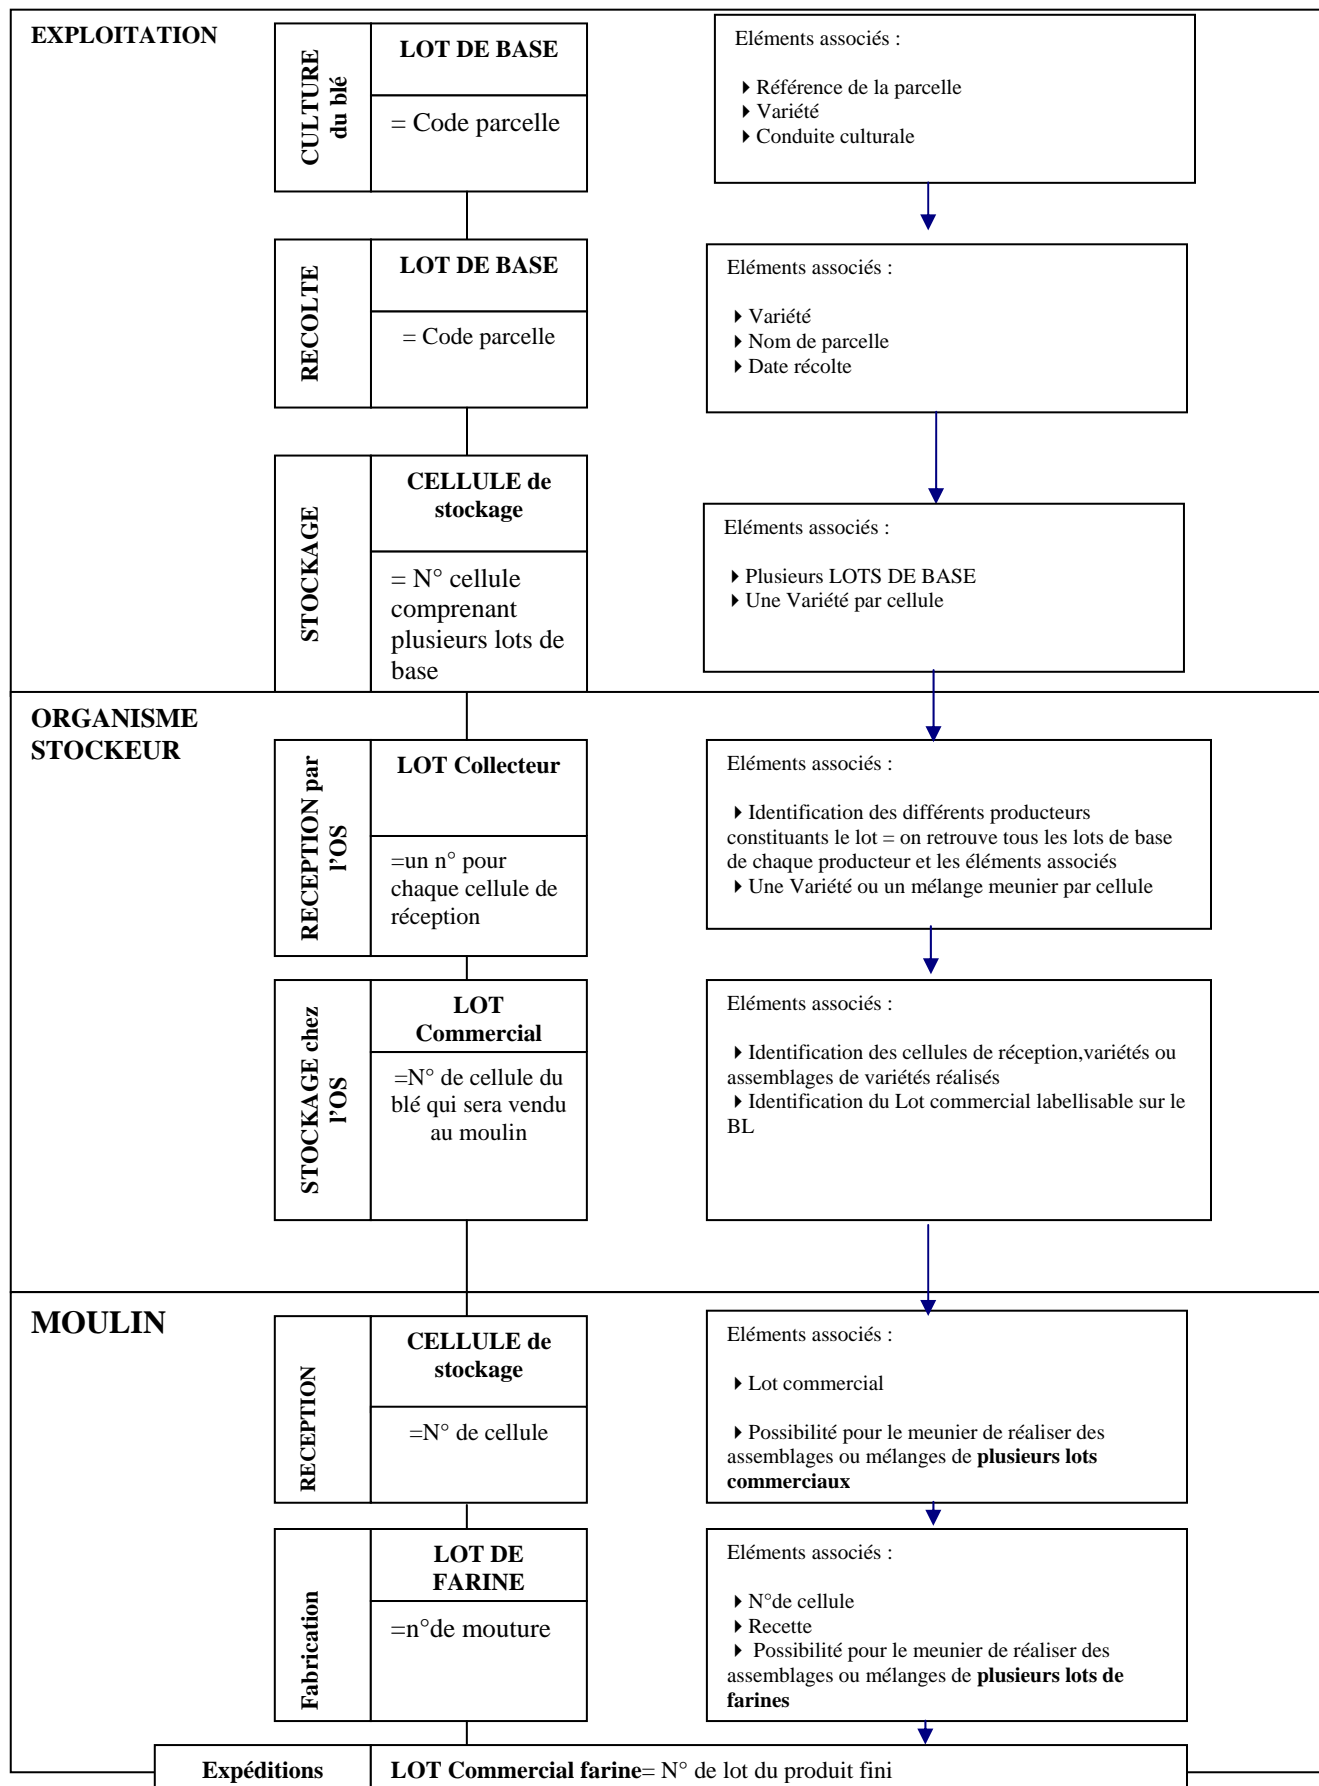 EXPLOITATION
CULTURE
du blé
LOT DE BASE
= Code parcelle
Eléments associés :
Référence de la parcelle
Variété
Conduite culturale
RECOLTE
LOT DE BASE
= Code parcelle
Eléments associés :
Variété
Nom de parcelle
Date récolte
STOCKAGE
CELLULE de
stockage
= N° cellule
comprenant
plusieurs lots de
base
Eléments associés :
Plusieurs LOTS DE BASE
Une Variété par cellule
ORGANISME
STOCKEUR
RECEPTION par
l'OS
LOT Collecteur
=un n° pour
chaque cellule de
réception
Eléments associés :
Identification des différents producteurs
constituants le lot = on retrouve tous les lots de base
de chaque producteur et les éléments associés
Une Variété ou un mélange meunier par cellule
STOCKAGE chez
l'OS
LOT
Commercial
=N° de cellule du
blé qui sera vendu
au moulin
Eléments associés :
Identification des cellules de réception,variétés ou
assemblages de variétés réalisés
Identification du Lot commercial labellisable sur le
BL
MOULIN
RECEPTION
CELLULE de
stockage
=N° de cellule
Eléments associés :
Lot commercial
Possibilité pour le meunier de réaliser des
assemblages ou mélanges de plusieurs lots
commerciaux
Fabrication
LOT DE
FARINE
=n°de mouture
Eléments associés :
N°de cellule
Recette
Possibilité pour le meunier de réaliser des
assemblages ou mélanges de plusieurs lots de
farines
Expéditions
LOT Commercial farine= N° de lot du produit fini